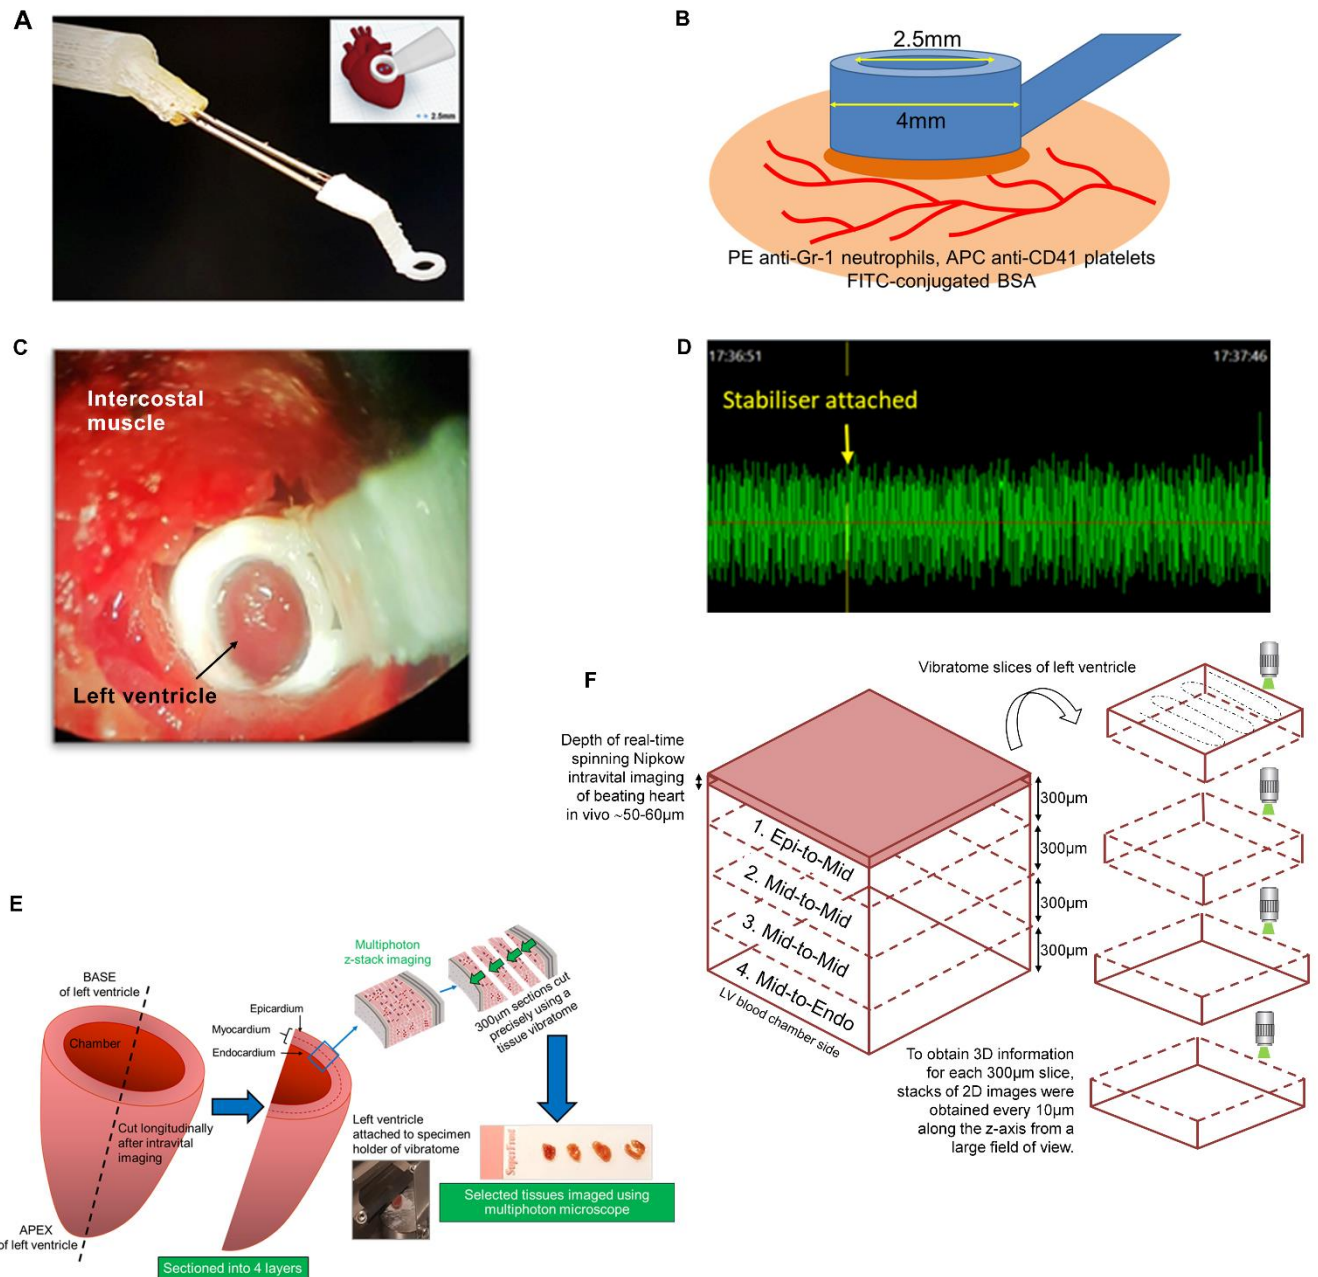 A
2.5mm
B
2.5mm
4mm
PE anti-Gr-1 neutrophils, APC anti-CD41 platelets
FITC-conjugated BSA
C
Intercostal
muscle
Left ventricle
D
17:36:51
17:37:46
Stabiliser attached
E
BASE
of left ventricle
Chamber
Epicardium
Myocardium
Endocardium
Cut longitudinally
after intravital
imaging
APEX
of left ventricle
Sectioned into 4 layers
Multiphoton
z-stack imaging
300µm sections cut
precisely using a
tissue vibratome
Left ventricle
attached to specimen
holder of vibratome
SuperFrost
Selected tissues imaged using
multiphoton microscope
F
Vibratome slices of left ventricle
Depth of real-time
spinning Nipkow
intravital imaging
of beating heart
in vivo ~50-60µm
300µm
300µm
300µm
300µm
1. Epi-to-Mid
2. Mid-to-Mid
3. Mid-to-Mid
4. Mid-to-Endo
LV blood chamber side
To obtain 3D information
for each 300µm slice,
stacks of 2D images were
obtained every 10µm
along the z-axis from a
large field of view.